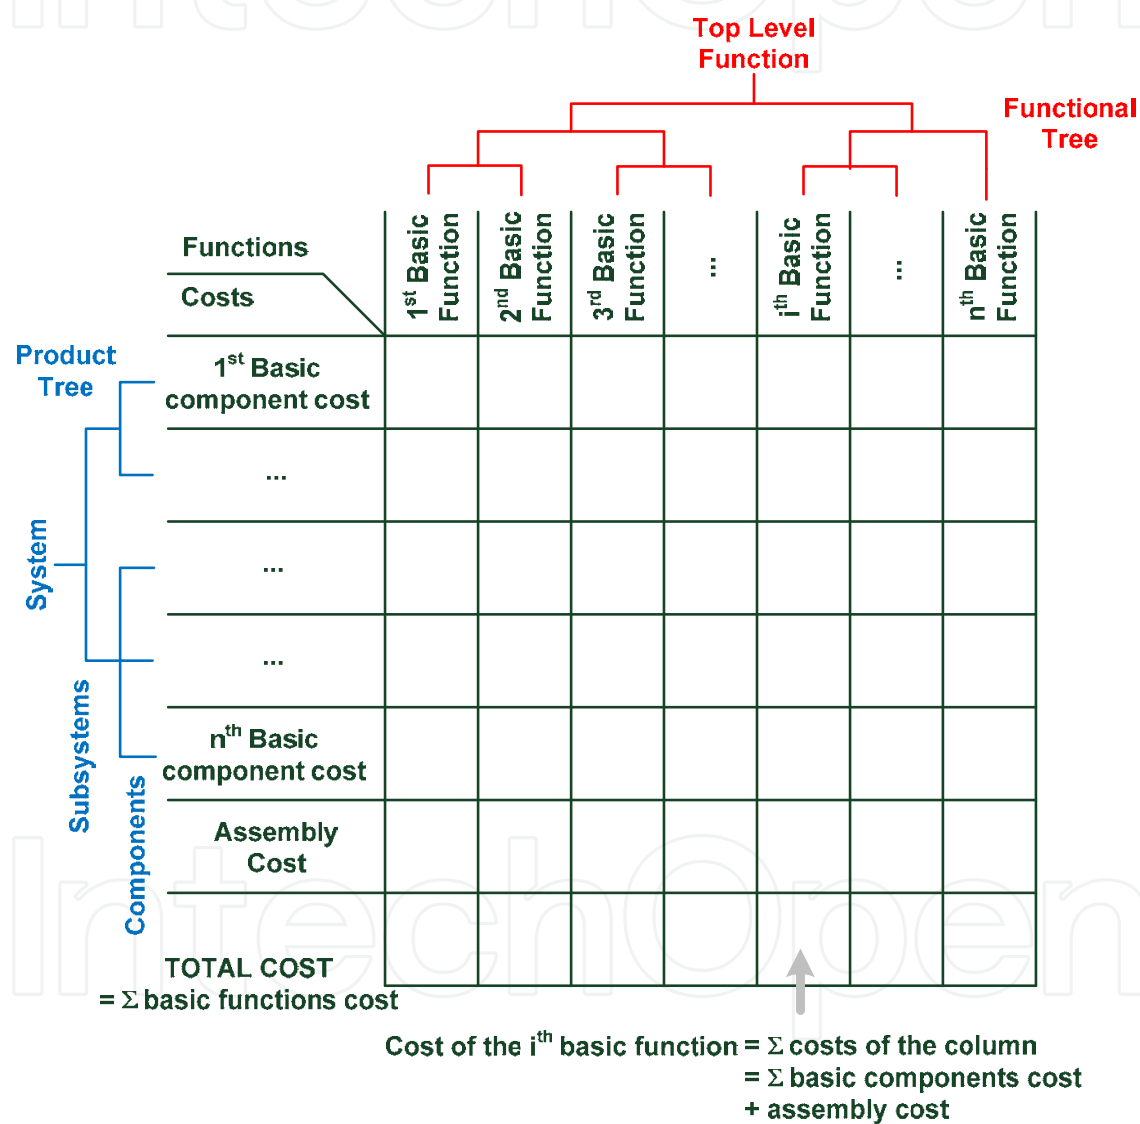 Top Level
Function
Functional
Tree
Functions
Costs
1st Basic
Function
2nd Basic
Function
3rd Basic
Function
...
ith Basic
Function
...
nth Basic
Function
Product
Tree
System
Subsystems
Components
1st Basic
component cost
...
...
...
nth Basic
component cost
Assembly
Cost
TOTAL COST
= Σ basic functions cost
Cost of the ith basic function = Σ costs of the column
= Σ basic components cost
+ assembly cost
IntechOpen
IntechOpen